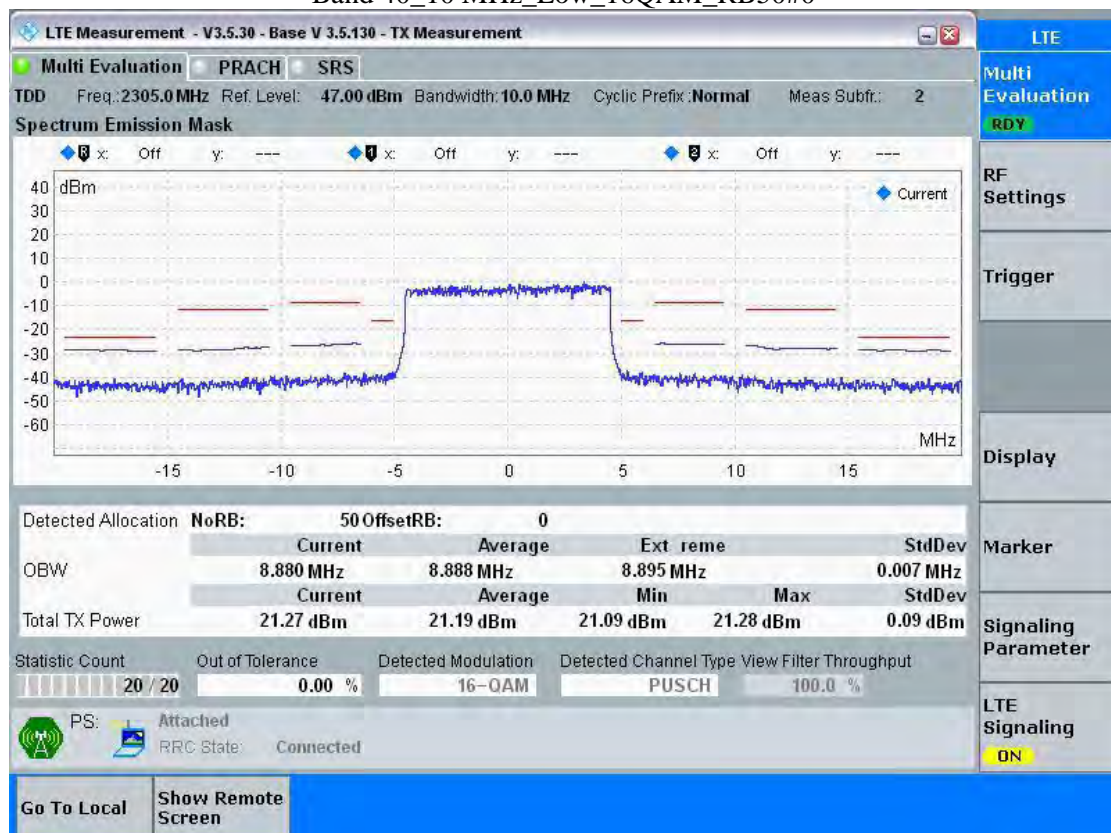 Band 40_10 MHz_Low_16QAM_RB50#0
LTE Measurement - V3.5.30 - Base V 3.5.130 - TX Measurement
LTE
Multi Evaluation PRACH SRS
Multi Evaluation
RDY
TDD Freq.:2305.0 MHz Ref. Level: 47.00 dBm Bandwidth:10.0 MHz Cyclic Prefix :Normal Meas Subfr.: 2
Spectrum Emission Mask
R x: Off y: --- 1 x: Off y: --- 2 x: Off y: ---
RF
Settings
Trigger
dBm
Current
40
30
20
10
0
-10
-20
-30
-40
-50
-60
MHz
-15 -10 -5 0 5 10 15
Display
Detected Allocation NoRB: 50 OffsetRB: 0
Current Average Ext reme StdDev
OBW 8.880 MHz 8.888 MHz 8.895 MHz 0.007 MHz
Current Average Min Max StdDev
Total TX Power 21.27 dBm 21.19 dBm 21.09 dBm 21.28 dBm 0.09 dBm
Marker
Signaling
Parameter
Statistic Count Out of Tolerance Detected Modulation Detected Channel Type View Filter Throughput
20 / 20 0.00 % 16-QAM PUSCH 100.0 %
PS: Attached
RRC State: Connected
LTE
Signaling
ON
Go To Local
Show Remote
Screen